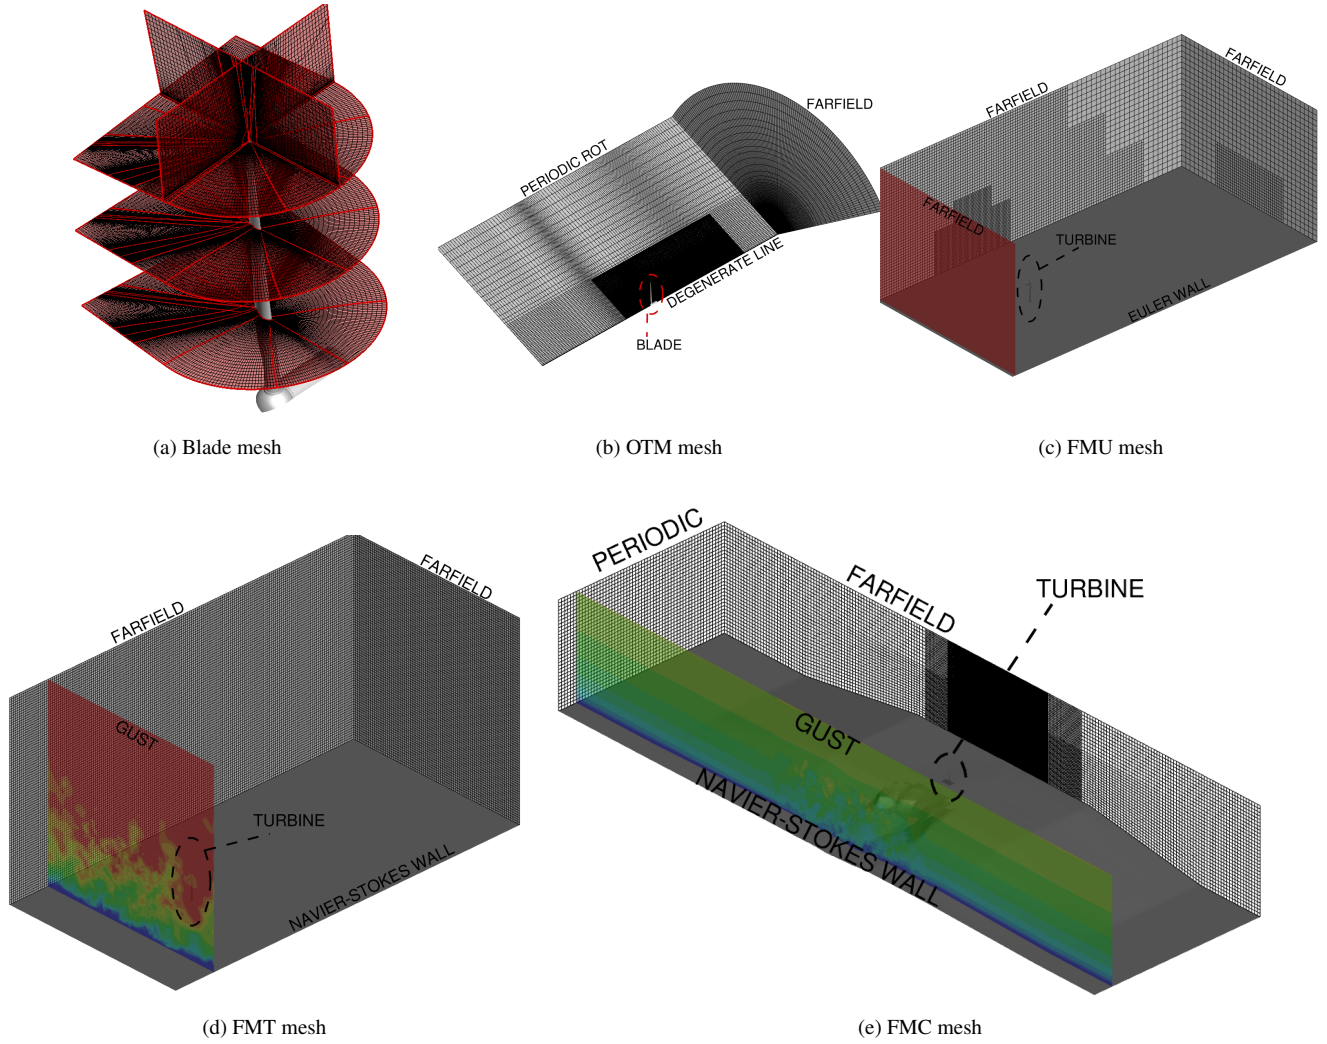 FARFIELD
PERIODIC ROT
DEGENERATE LINE
BLADE
FARFIELD
FARFIELD
FARFIELD
TURBINE
EULER WALL
(a) Blade mesh
(b) OTM mesh
(c) FMU mesh
FARFIELD
FARFIELD
GUST
TURBINE
NAVIER-STOKES WALL
PERIODIC
FARFIELD
TURBINE
GUST
NAVIER-STOKES WALL
(d) FMT mesh
(e) FMC mesh